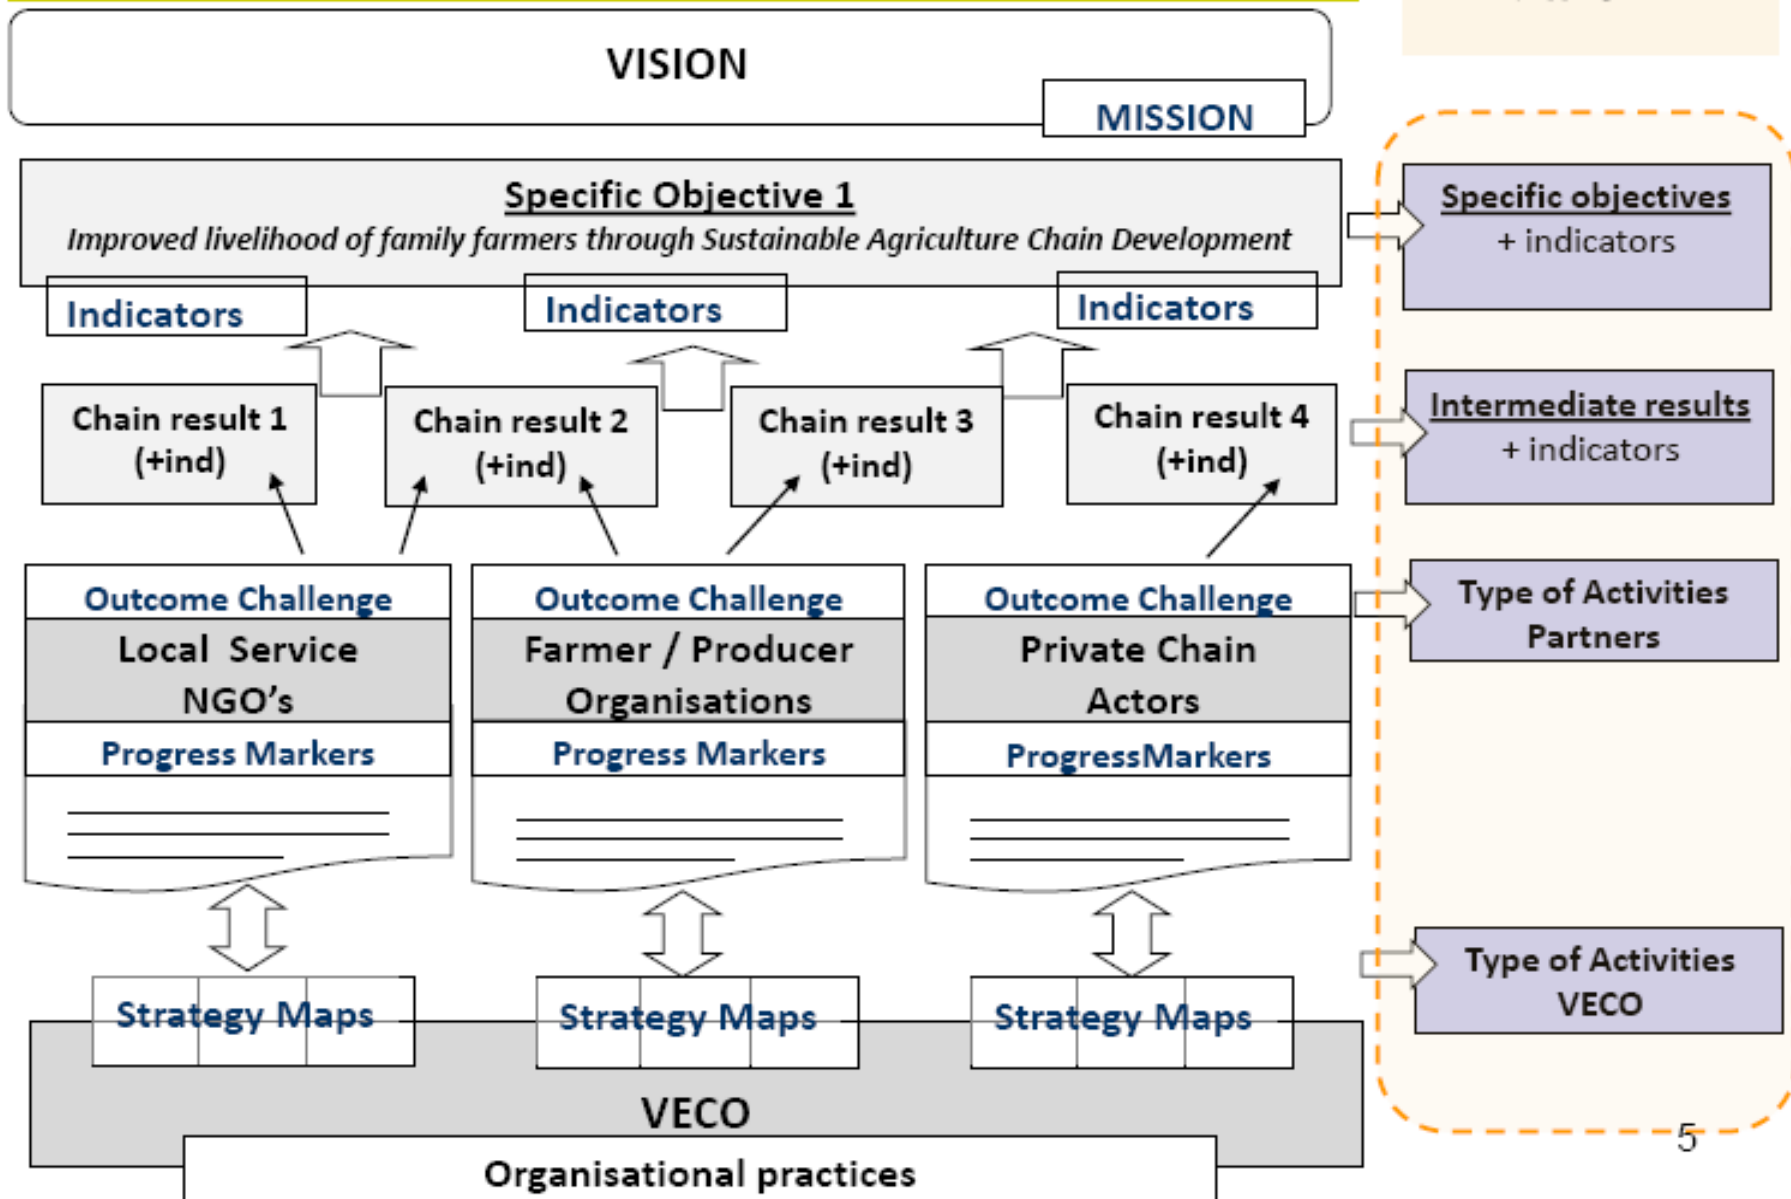 VISION
MISSION
Specific Objective 1
Improved livelihood of family farmers through Sustainable Agriculture Chain Development
Indicators
Indicators
Indicators
Specific objectives
+ indicators
Chain result 1
(+ind)
Chain result 2
(+ind)
Chain result 3
(+ind)
Chain result 4
(+ind)
Intermediate results
+ indicators
Outcome Challenge
Local Service
NGO's
Progress Markers
Outcome Challenge
Farmer / Producer
Organisations
Progress Markers
Outcome Challenge
Private Chain
Actors
ProgressMarkers
Type of Activities
Partners
Strategy Maps
Strategy Maps
Strategy Maps
Type of Activities
VECO
VECO
Organisational practices
5